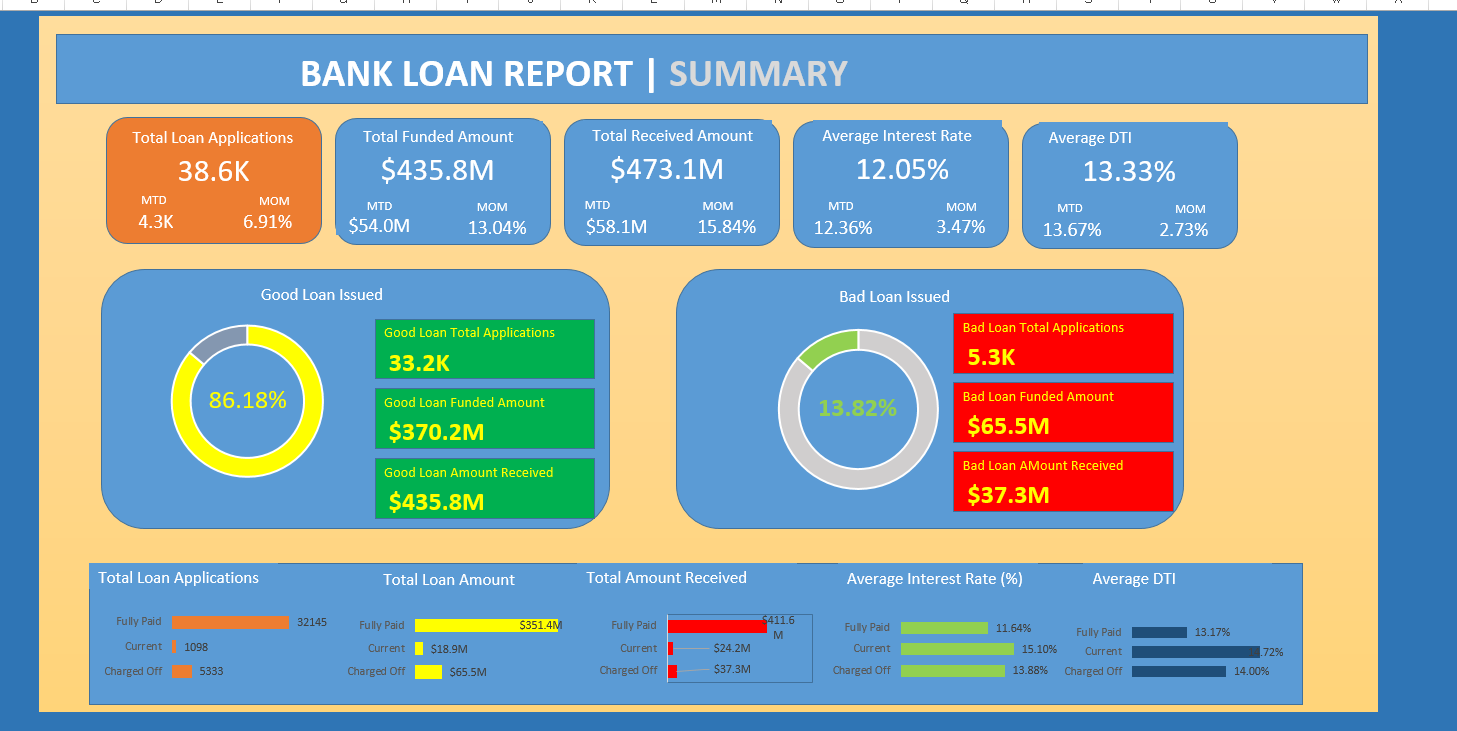 BANK LOAN REPORT | SUMMARY
Total Loan Applications
38.6K
MTD MOM
4.3K 6.91%
Total Funded Amount
$435.8M
MTD MOM
$54.0M 13.04%
Total Received Amount
$473.1M
MTD MOM
$58.1M 15.84%
Average Interest Rate
12.05%
MTD MOM
12.36% 3.47%
Average DTI
13.33%
MTD MOM
13.67% 2.73%
Good Loan Issued
86.18%
Good Loan Total Applications
33.2K
Good Loan Funded Amount
$370.2M
Good Loan Amount Received
$435.8M
Bad Loan Issued
13.82%
Bad Loan Total Applications
5.3K
Bad Loan Funded Amount
$65.5M
Bad Loan AMount Received
$37.3M
Total Loan Applications
Fully Paid 32145
Current 1098
Charged Off 5333
Total Loan Amount
Fully Paid $351.4M
Current $18.9M
Charged Off $65.5M
Total Amount Received
Fully Paid $411.6
M
Current $24.2M
Charged Off $37.3M
Average Interest Rate (%)
Fully Paid 11.64%
Current 15.10%
Charged Off 13.88%
Average DTI
Fully Paid 13.17%
Current .72%
Charged Off 14.00%